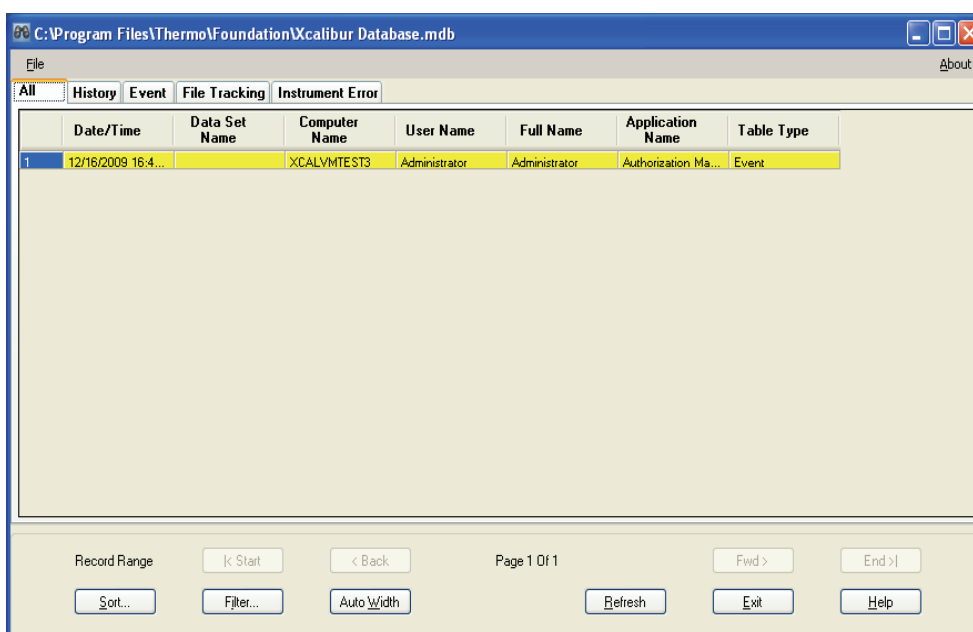 C:\Program Files\Thermo\Foundation\Xcalibur Database.mdb
File About
All History Event File Tracking Instrument Error
Date/Time Data Set Name Computer Name User Name Full Name Application Name Table Type
1 12/16/2009 16:4... XCALVMTEST3 Administrator Administrator Authorization Ma... Event
Record Range |< Start < Back Page 1 Of 1 Fwd > End >|
Sort... Filter... Auto Width Refresh Exit Help